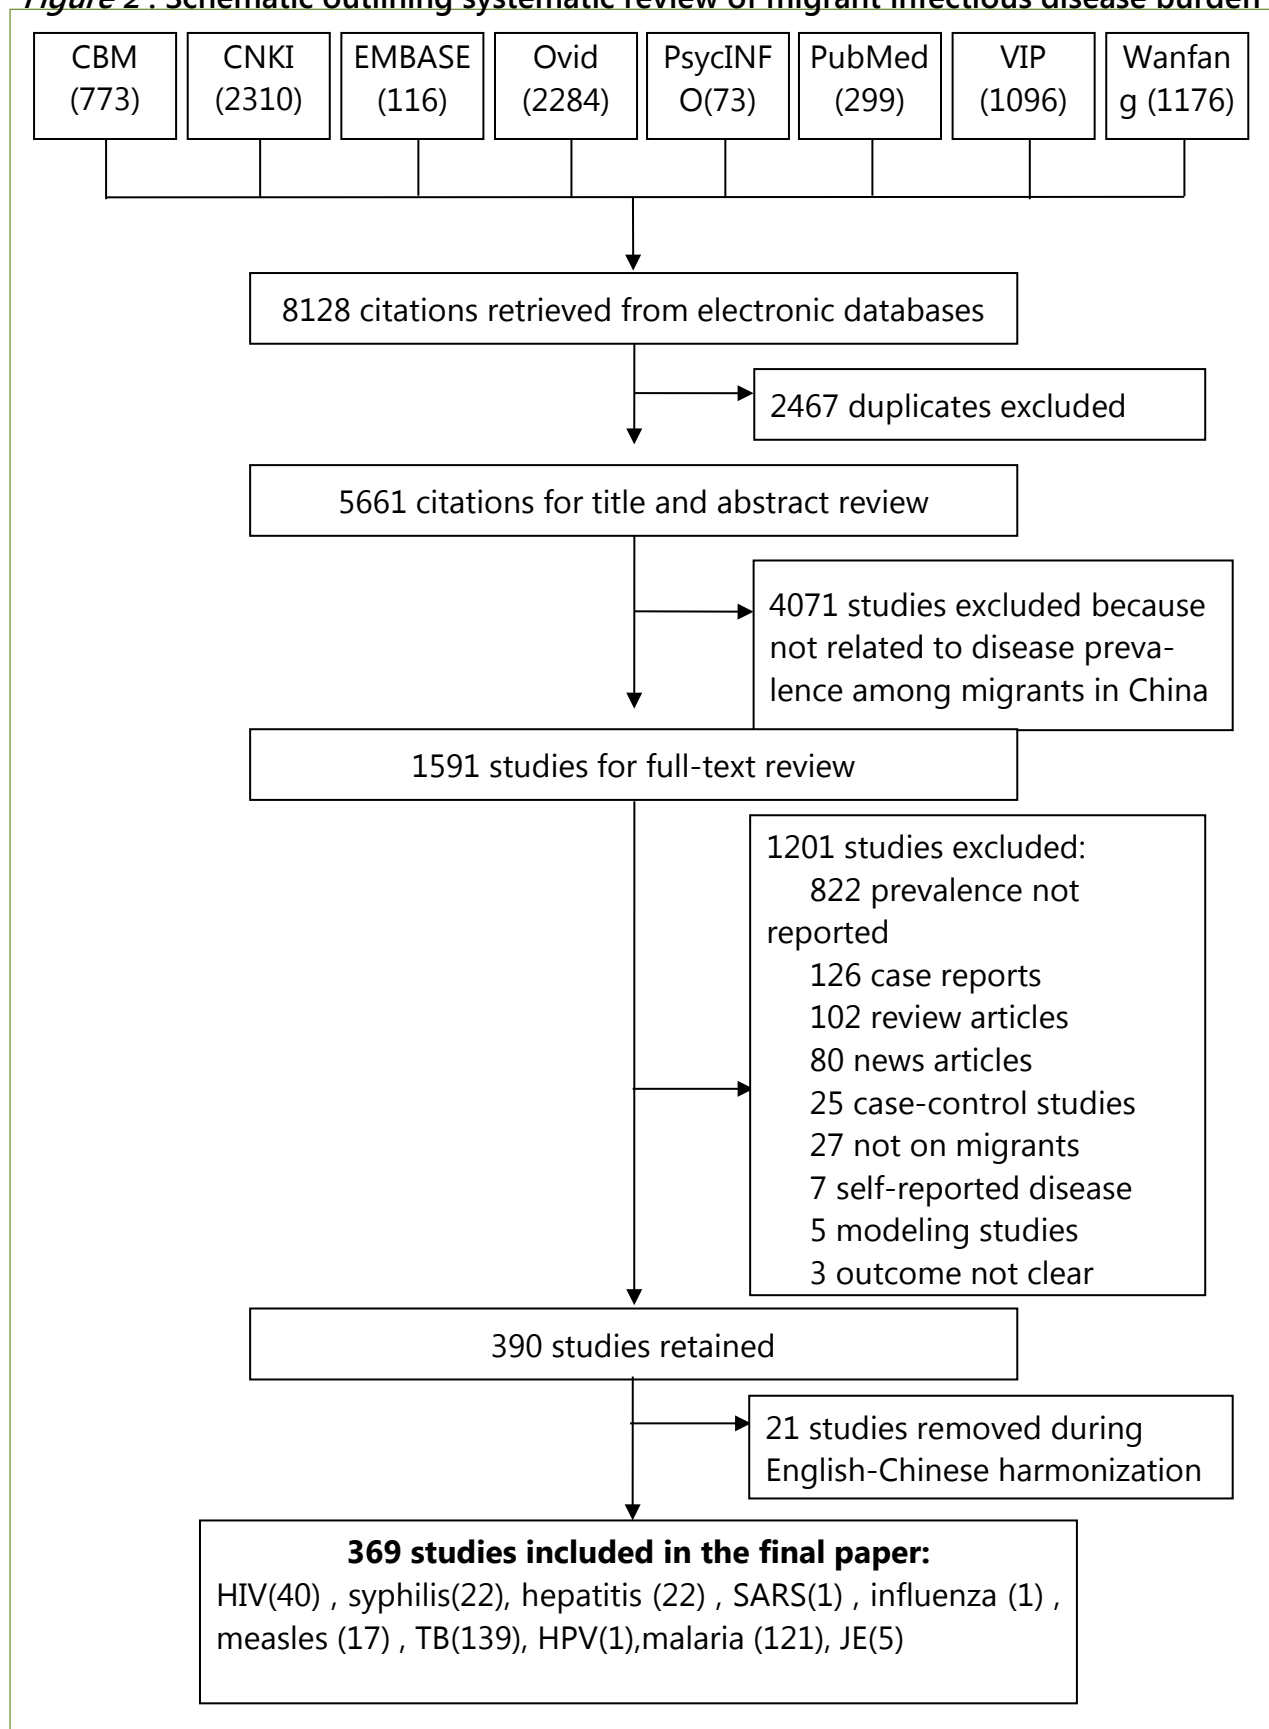 Figure 2 : Schematic outlining systematic review of migrant infectious disease burden
CBM
(773)
CNKI
(2310)
EMBASE
(116)
Ovid
(2284)
PsycINF
O(73)
PubMed
(299)
VIP
(1096)
Wanfan
g (1176)
8128 citations retrieved from electronic databases
2467 duplicates excluded
5661 citations for title and abstract review
4071 studies excluded because
not related to disease preva-
lence among migrants in China
1591 studies for full-text review
1201 studies excluded:
822 prevalence not
reported
126 case reports
102 review articles
80 news articles
25 case-control studies
27 not on migrants
7 self-reported disease
5 modeling studies
3 outcome not clear
390 studies retained
21 studies removed during
English-Chinese harmonization
369 studies included in the final paper:
HIV(40) , syphilis(22), hepatitis (22) , SARS(1) , influenza (1) ,
measles (17) , TB(139), HPV(1),malaria (121), JE(5)